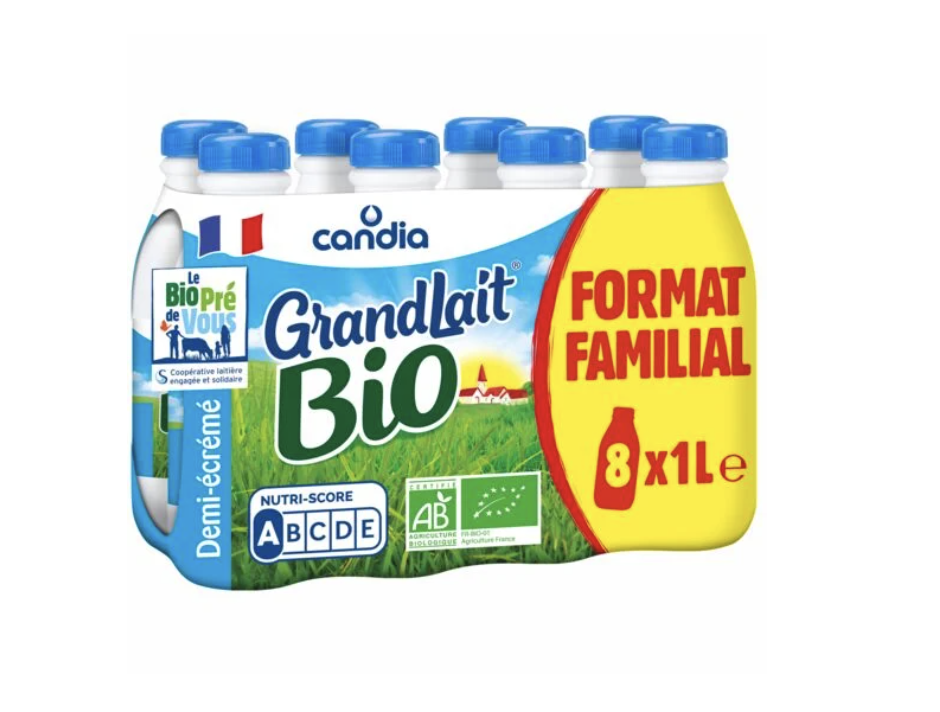 candia
GrandLait®
Bio
Le
Bio Pré
de Vous
Coopérative laitière
engagée et solidaire
Demi-écrémé
NUTRI-SCORE
A B C D E
CERTIFIÉ
AB
AGRICULTURE
BIOLOGIQUE
FR-BIO-01
Agriculture France
FORMAT
FAMILIAL
8 x1L e